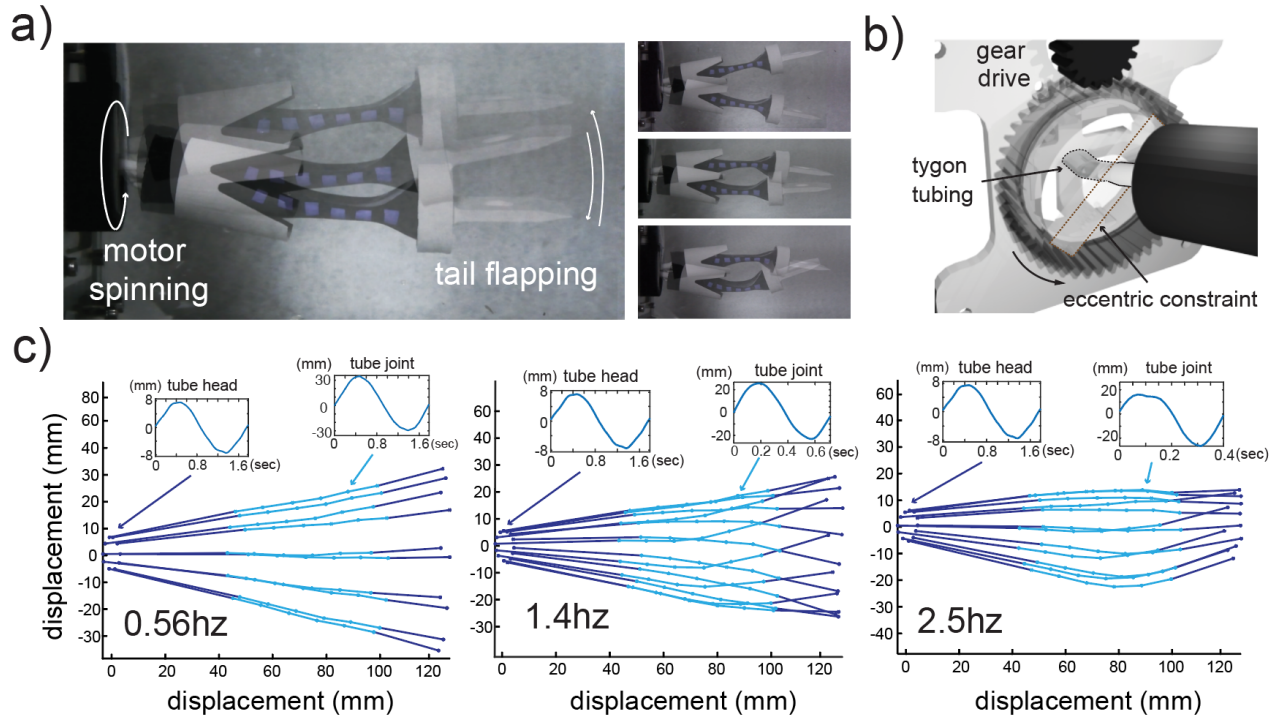 a)
motor
spinning
tail flapping
b)
gear
drive
tygon
tubing
eccentric constraint
c)
displacement (mm)
80
60
40
30
20
10
0
-10
-20
-30
0 20 40 60 80 100 120
displacement (mm)
0.56hz
(mm) tube head
8
-8
0 0.8 1.6 (sec)
(mm) tube joint
30
0
-30
0 0.8 1.6 (sec)
60
40
30
20
10
0
-10
-20
-30
0 20 40 60 80 100 120
displacement (mm)
1.4hz
(mm) tube head
8
0
-8
0 0.8 1.6 (sec)
(mm) tube joint
20
0
-20
0 0.2 0.4 0.6 (sec)
60
40
30
20
10
0
-10
-20
-30
-40
0 20 40 60 80 100 120
displacement (mm)
2.5hz
(mm) tube head
8
0
-8
0 0.8 1.6 (sec)
(mm) tube joint
20
0
-20
0 0.2 0.4 (sec)